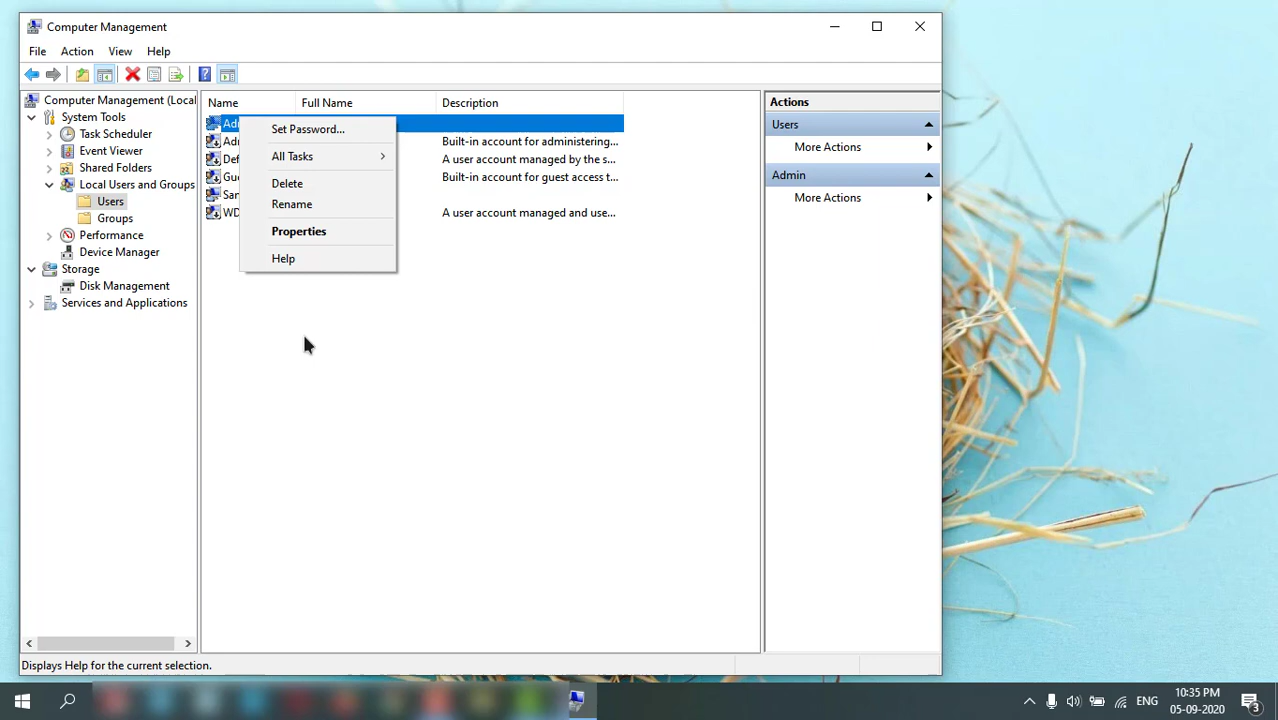 Computer Management
File Action View Help
Name Full Name Description
Actions
Computer Management (Local
System Tools
Task Scheduler
Event Viewer
Shared Folders
Local Users and Groups
Users
Groups
Performance
Device Manager
Storage
Disk Management
Services and Applications
Built-in account for administering...
A user account managed by the s...
Built-in account for guest access t...
A user account managed and use...
Set Password...
All Tasks
Delete
Rename
Properties
Help
Users
More Actions
Admin
More Actions
Displays Help for the current selection.
ENG
10:35 PM
05-09-2020
3